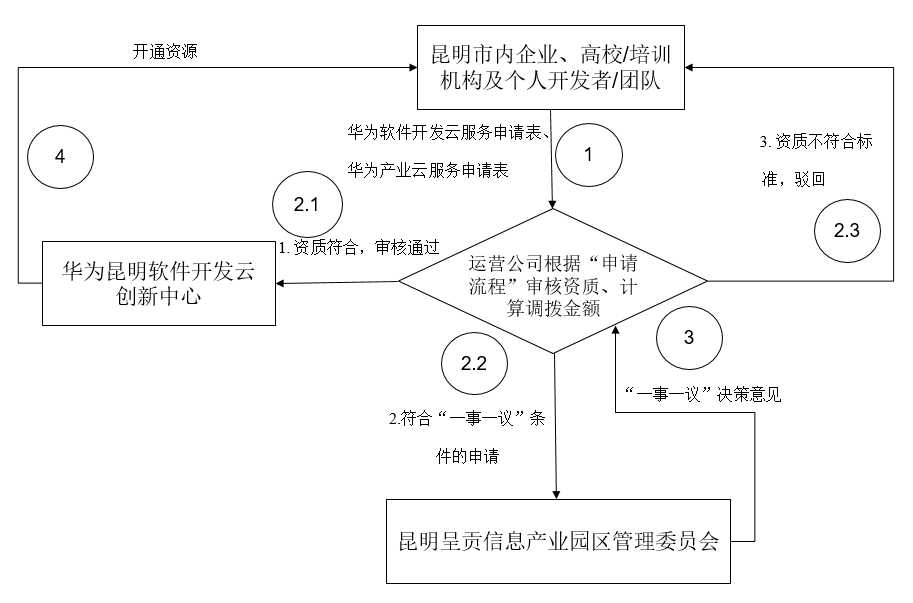 开通资源
昆明市内企业、高校/培训
机构及个人开发者/团队
华为软件开发云服务申请表、
华为产业云服务申请表
1
3. 资质不符合标
准，驳回
4
2.1
2.3
1. 资质符合，审核通过
华为昆明软件开发云
创新中心
运营公司根据“申请
流程”审核资质、计
算调拨金额
3
2.2
“一事一议”决策意见
2.符合“一事一议”条
件的申请
昆明呈贡信息产业园区管理委员会